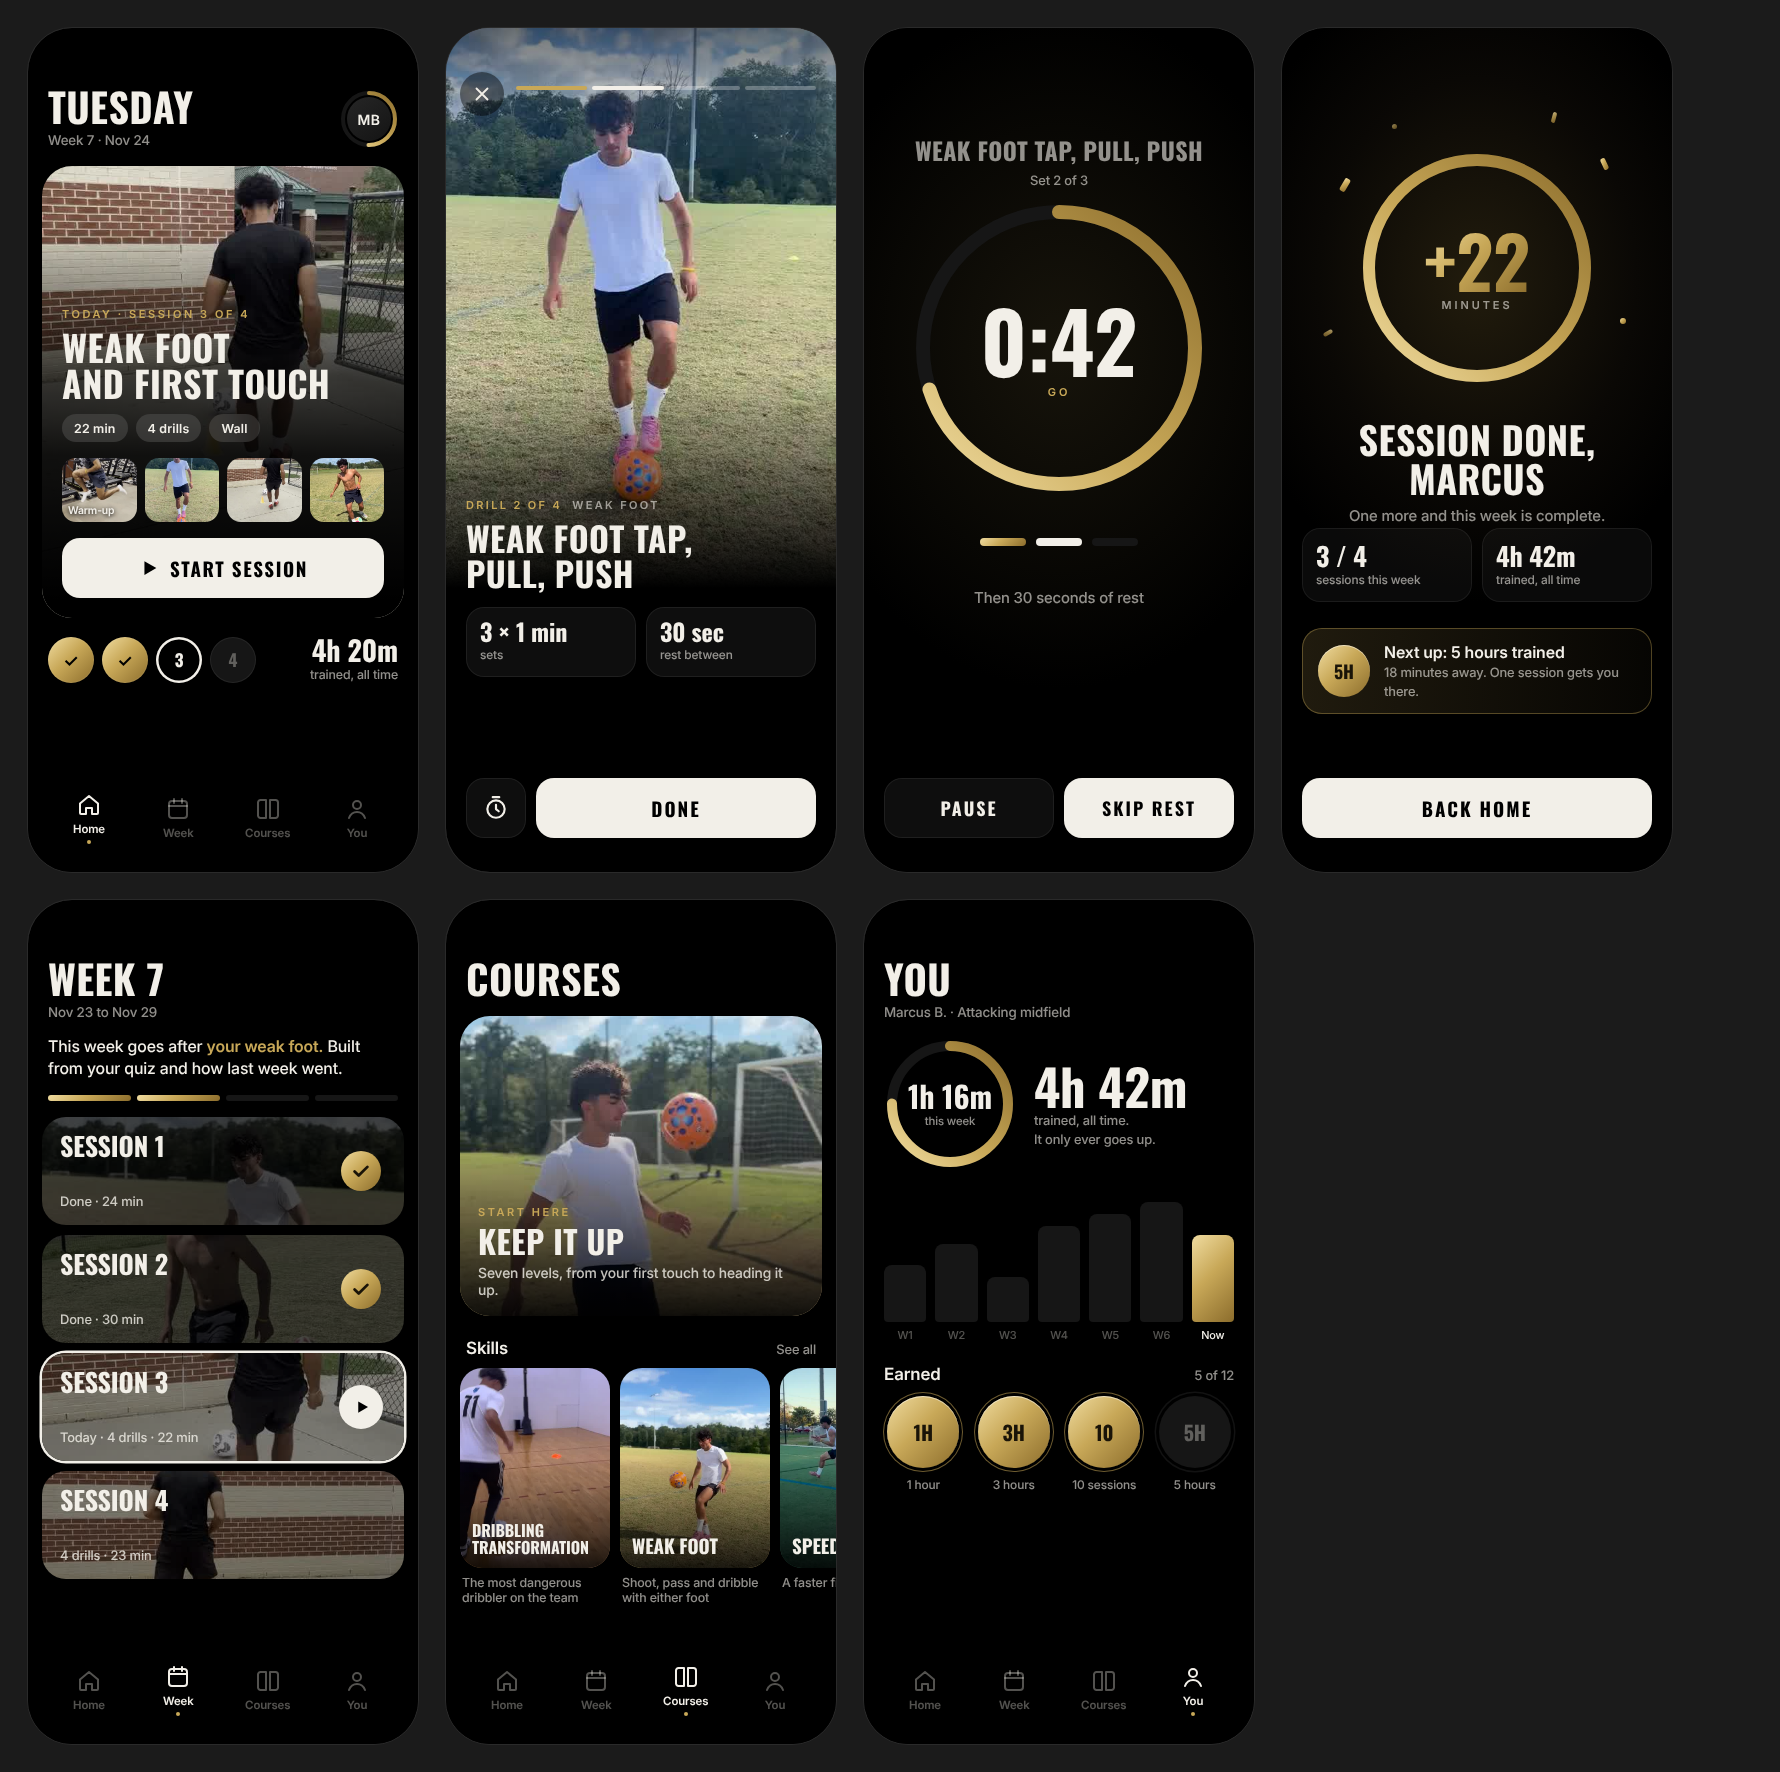 TUESDAY
Week 7 · Nov 24
MB
TODAY · SESSION 3 OF 4
WEAK FOOT
AND FIRST TOUCH
22 min
4 drills
Wall
Warm-up
START SESSION
3
4
4h 20m
trained, all time
Home
Week
Courses
You
DRILL 2 OF 4 WEAK FOOT
WEAK FOOT TAP,
PULL, PUSH
3 × 1 min
sets
30 sec
rest between
DONE
WEAK FOOT TAP, PULL, PUSH
Set 2 of 3
0:42
GO
Then 30 seconds of rest
PAUSE
SKIP REST
+22
MINUTES
SESSION DONE,
MARCUS
One more and this week is complete.
3 / 4
sessions this week
4h 42m
trained, all time
5H
Next up: 5 hours trained
18 minutes away. One session gets you
there.
BACK HOME
WEEK 7
Nov 23 to Nov 29
This week goes after your weak foot. Built
from your quiz and how last week went.
SESSION 1
Done · 24 min
SESSION 2
Done · 30 min
SESSION 3
Today · 4 drills · 22 min
SESSION 4
4 drills · 23 min
Home
Week
Courses
You
COURSES
START HERE
KEEP IT UP
Seven levels, from your first touch to heading it
up.
Skills
See all
11
DRIBBLING
TRANSFORMATION
The most dangerous
dribbler on the team
WEAK FOOT
Shoot, pass and dribble
with either foot
SPEED
A faster f
Home
Week
Courses
You
YOU
Marcus B. · Attacking midfield
1h 16m
this week
4h 42m
trained, all time.
It only ever goes up.
W1
W2
W3
W4
W5
W6
Now
Earned
5 of 12
1H
3H
10
5H
1 hour
3 hours
10 sessions
5 hours
Home
Week
Courses
You